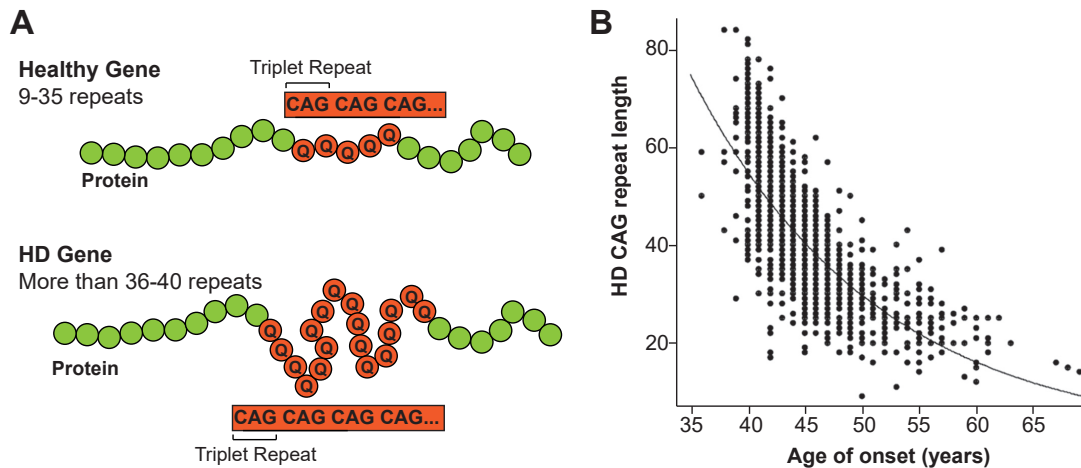 A
Healthy Gene
9-35 repeats
Triplet Repeat
CAG CAG CAG...
Q Q Q Q Q
Protein
HD Gene
More than 36-40 repeats
Q Q Q Q Q Q Q Q Q Q Q Q Q Q Q Q Q Q
Protein
CAG CAG CAG CAG...
Triplet Repeat
B
HD CAG repeat length
80
60
40
20
35 40 45 50 55 60 65
Age of onset (years)